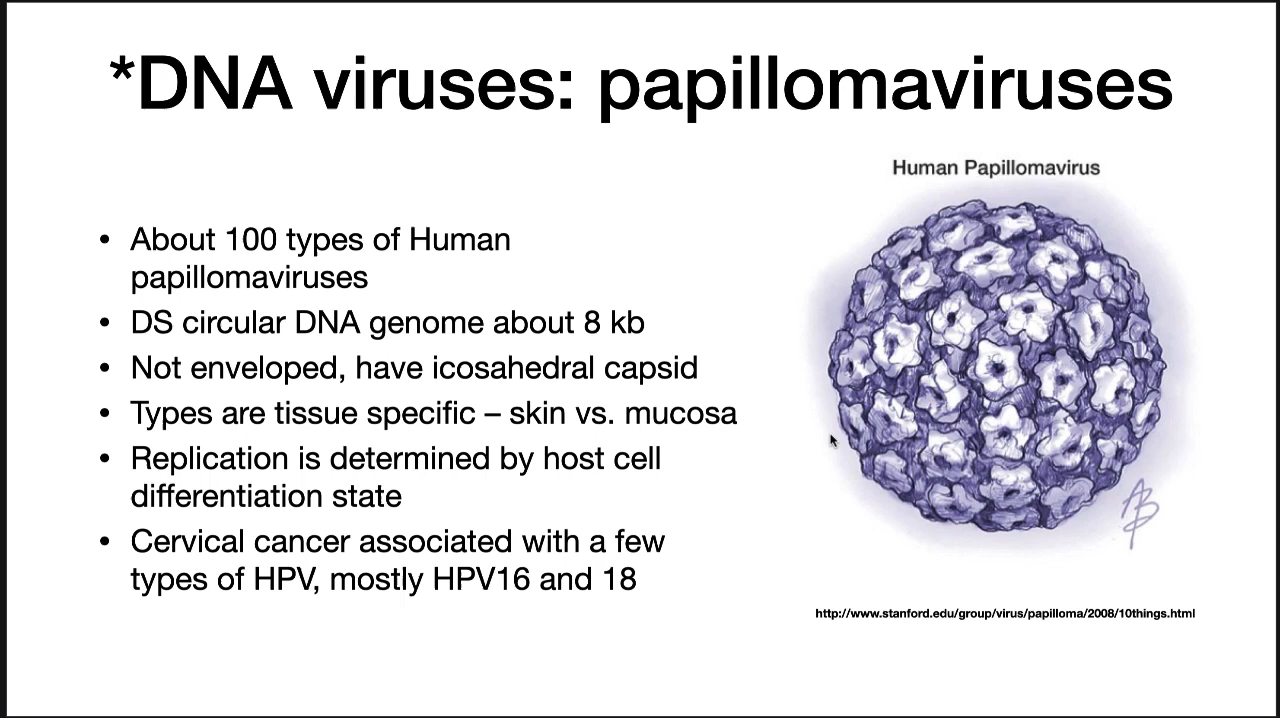 *DNA viruses: papillomaviruses
Human Papillomavirus
• About 100 types of Human
papillomaviruses
• DS circular DNA genome about 8 kb
• Not enveloped, have icosahedral capsid
• Types are tissue specific – skin vs. mucosa
• Replication is determined by host cell
differentiation state
• Cervical cancer associated with a few
types of HPV, mostly HPV16 and 18
http://www.stanford.edu/group/virus/papilloma/2008/10things.html